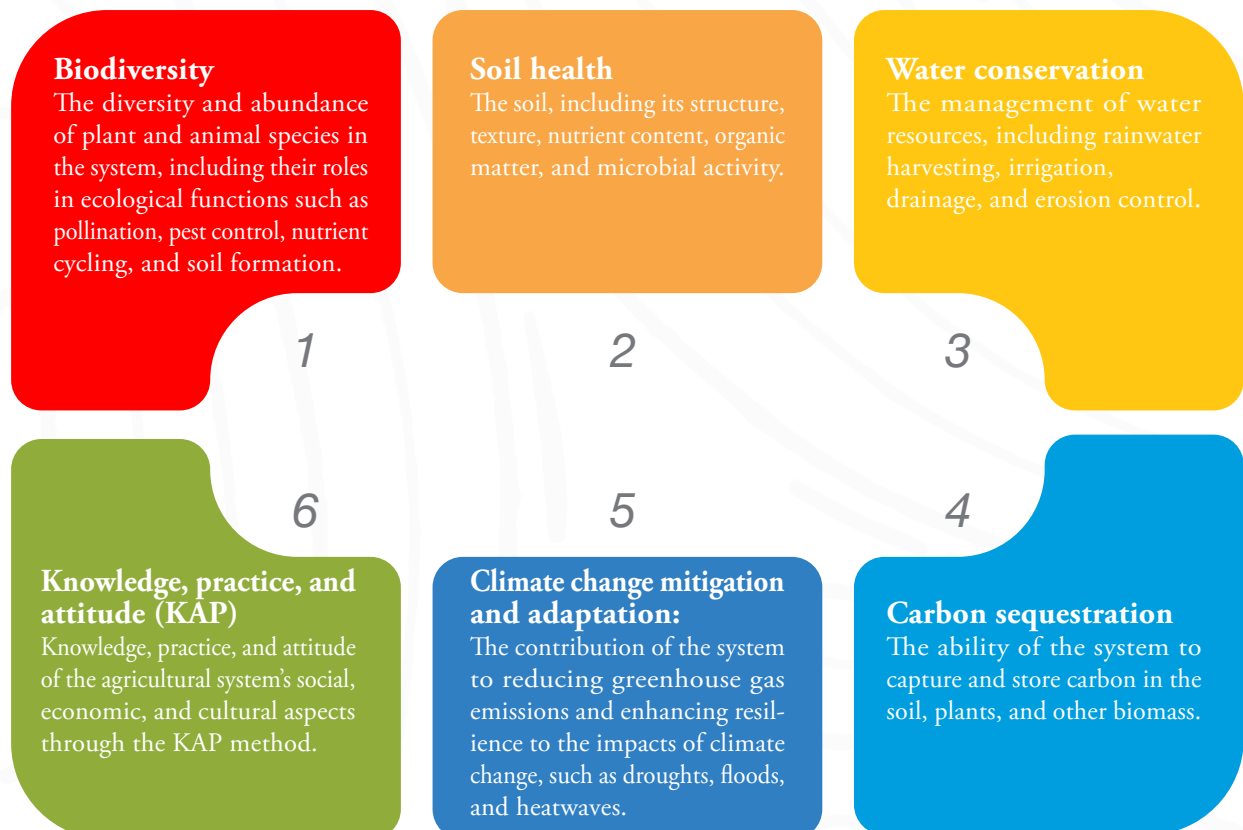 Biodiversity
The diversity and abundance
of plant and animal species in
the system, including their roles
in ecological functions such as
pollination, pest control, nutrient
cycling, and soil formation.
1
Soil health
The soil, including its structure,
texture, nutrient content, organic
matter, and microbial activity.
2
Water conservation
The management of water
resources, including rainwater
harvesting, irrigation,
drainage, and erosion control.
3
4
Carbon sequestration
The ability of the system to
capture and store carbon in the
soil, plants, and other biomass.
5
Climate change mitigation
and adaptation:
The contribution of the system
to reducing greenhouse gas
emissions and enhancing resil-
ience to the impacts of climate
change, such as droughts, floods,
and heatwaves.
6
Knowledge, practice, and
attitude (KAP)
Knowledge, practice, and attitude
of the agricultural system's social,
economic, and cultural aspects
through the KAP method.